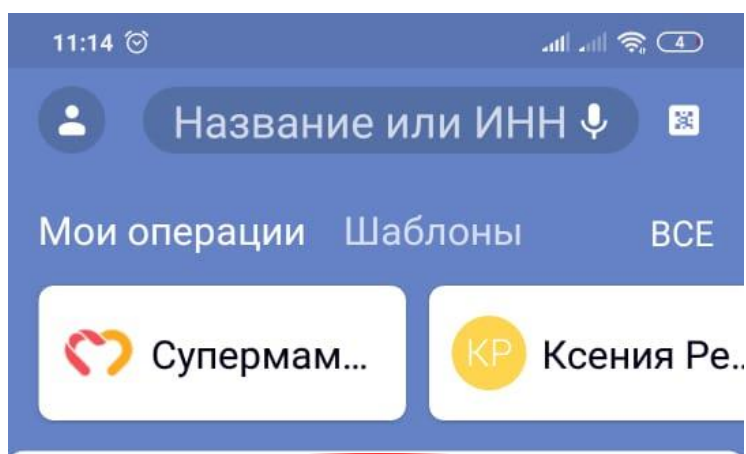 11:14 4
Название или ИНН
Мои операции Шаблоны ВСЕ
Супермам... КР Ксения Ре..